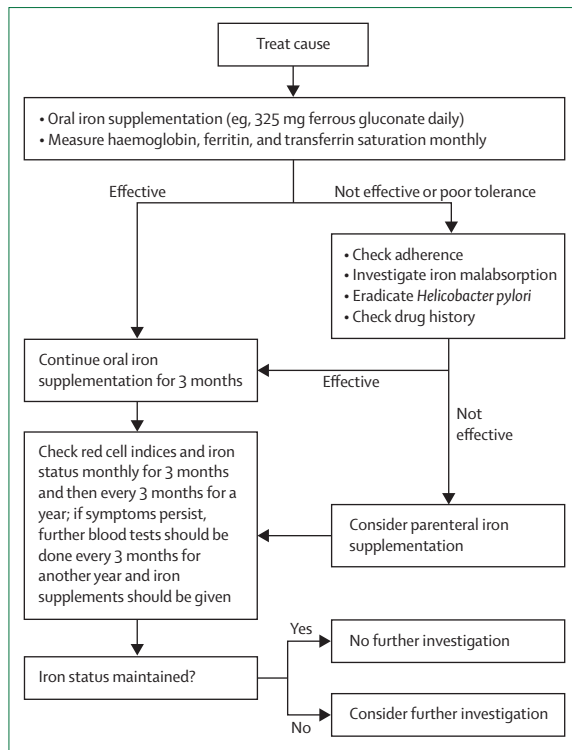 Treat cause
• Oral iron supplementation (eg, 325 mg ferrous gluconate daily)
• Measure haemoglobin, ferritin, and transferrin saturation monthly
Effective
Not effective or poor tolerance
• Check adherence
• Investigate iron malabsorption
• Eradicate Helicobacter pylori
• Check drug history
Continue oral iron
supplementation for 3 months
Effective
Not
effective
Check red cell indices and iron
status monthly for 3 months
and then every 3 months for a
year; if symptoms persist,
further blood tests should be
done every 3 months for
another year and iron
supplements should be given
Consider parenteral iron
supplementation
Iron status maintained?
Yes
No further investigation
No
Consider further investigation